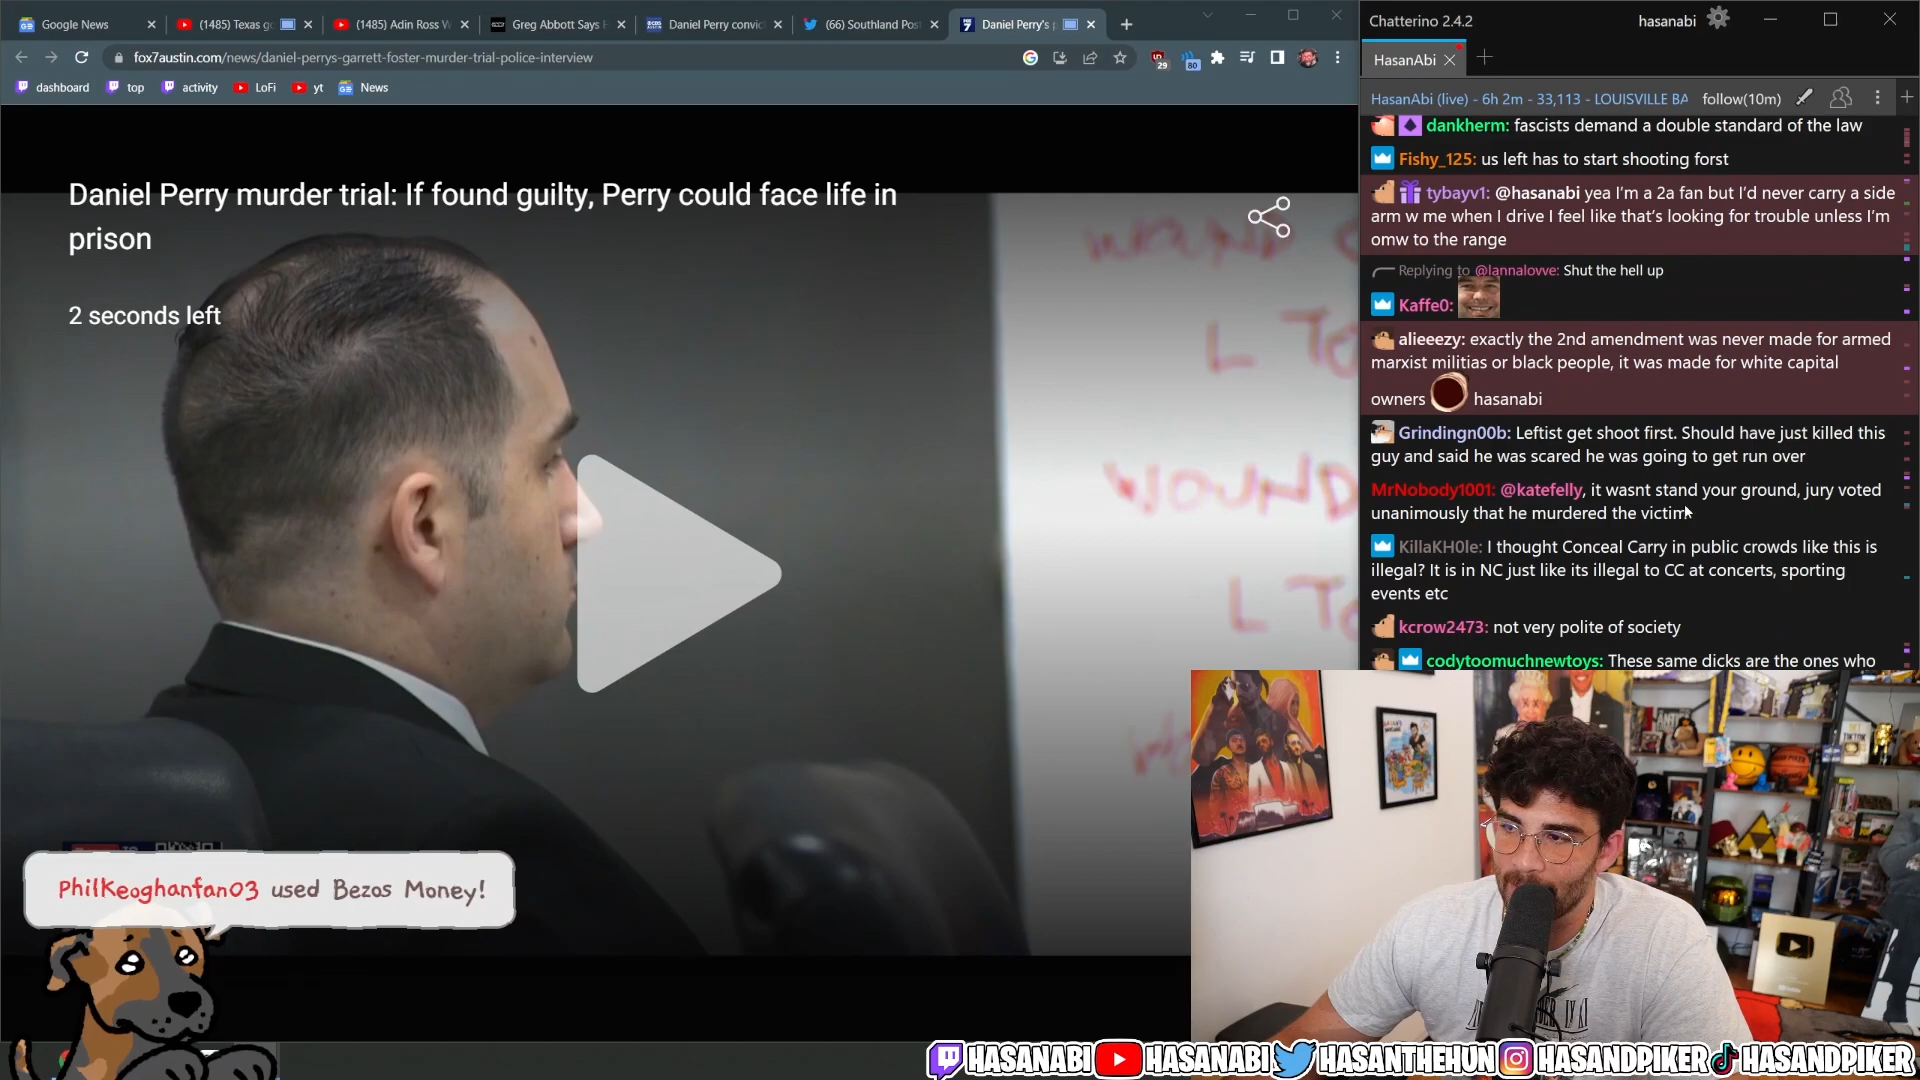 Google News
(1485) Texas g
(1485) Adin Ross W
Greg Abbott Says H
Daniel Perry convic
(66) Southland Pos
Daniel Perry's p
fox7austin.com/news/daniel-perrys-garrett-foster-murder-trial-police-interview
29
80
dashboard
top
activity
LoFi
yt
News
Daniel Perry murder trial: If found guilty, Perry could face life in
prison
2 seconds left
WOUND
L TO
L TO
PhilKeoghanfan03 used Bezos Money!
Chatterino 2.4.2
hasanabi
HasanAbi
HasanAbi (live) - 6h 2m - 33,113 - LOUISVILLE BA
follow(10m)
dankherm: fascists demand a double standard of the law
Fishy_125: us left has to start shooting forst
tybayv1: @hasanabi yea I'm a 2a fan but I'd never carry a side
arm w me when I drive I feel like that's looking for trouble unless I'm
omw to the range
Replying to @lannalovve: Shut the hell up
Kaffe0:
alieeezy: exactly the 2nd amendment was never made for armed
marxist militias or black people, it was made for white capital
owners hasanabi
Grindingn00b: Leftist get shoot first. Should have just killed this
guy and said he was scared he was going to get run over
MrNobody1001: @katefelly, it wasnt stand your ground, jury voted
unanimously that he murdered the victim
KillaKH0le: I thought Conceal Carry in public crowds like this is
illegal? It is in NC just like its illegal to CC at concerts, sporting
events etc
kcrow2473: not very polite of society
codytoomuchnewtoys: These same dicks are the ones who
HASANABI
HASANABI
HASANTHEHUN
HASANDPIKER
HASANDPIKER